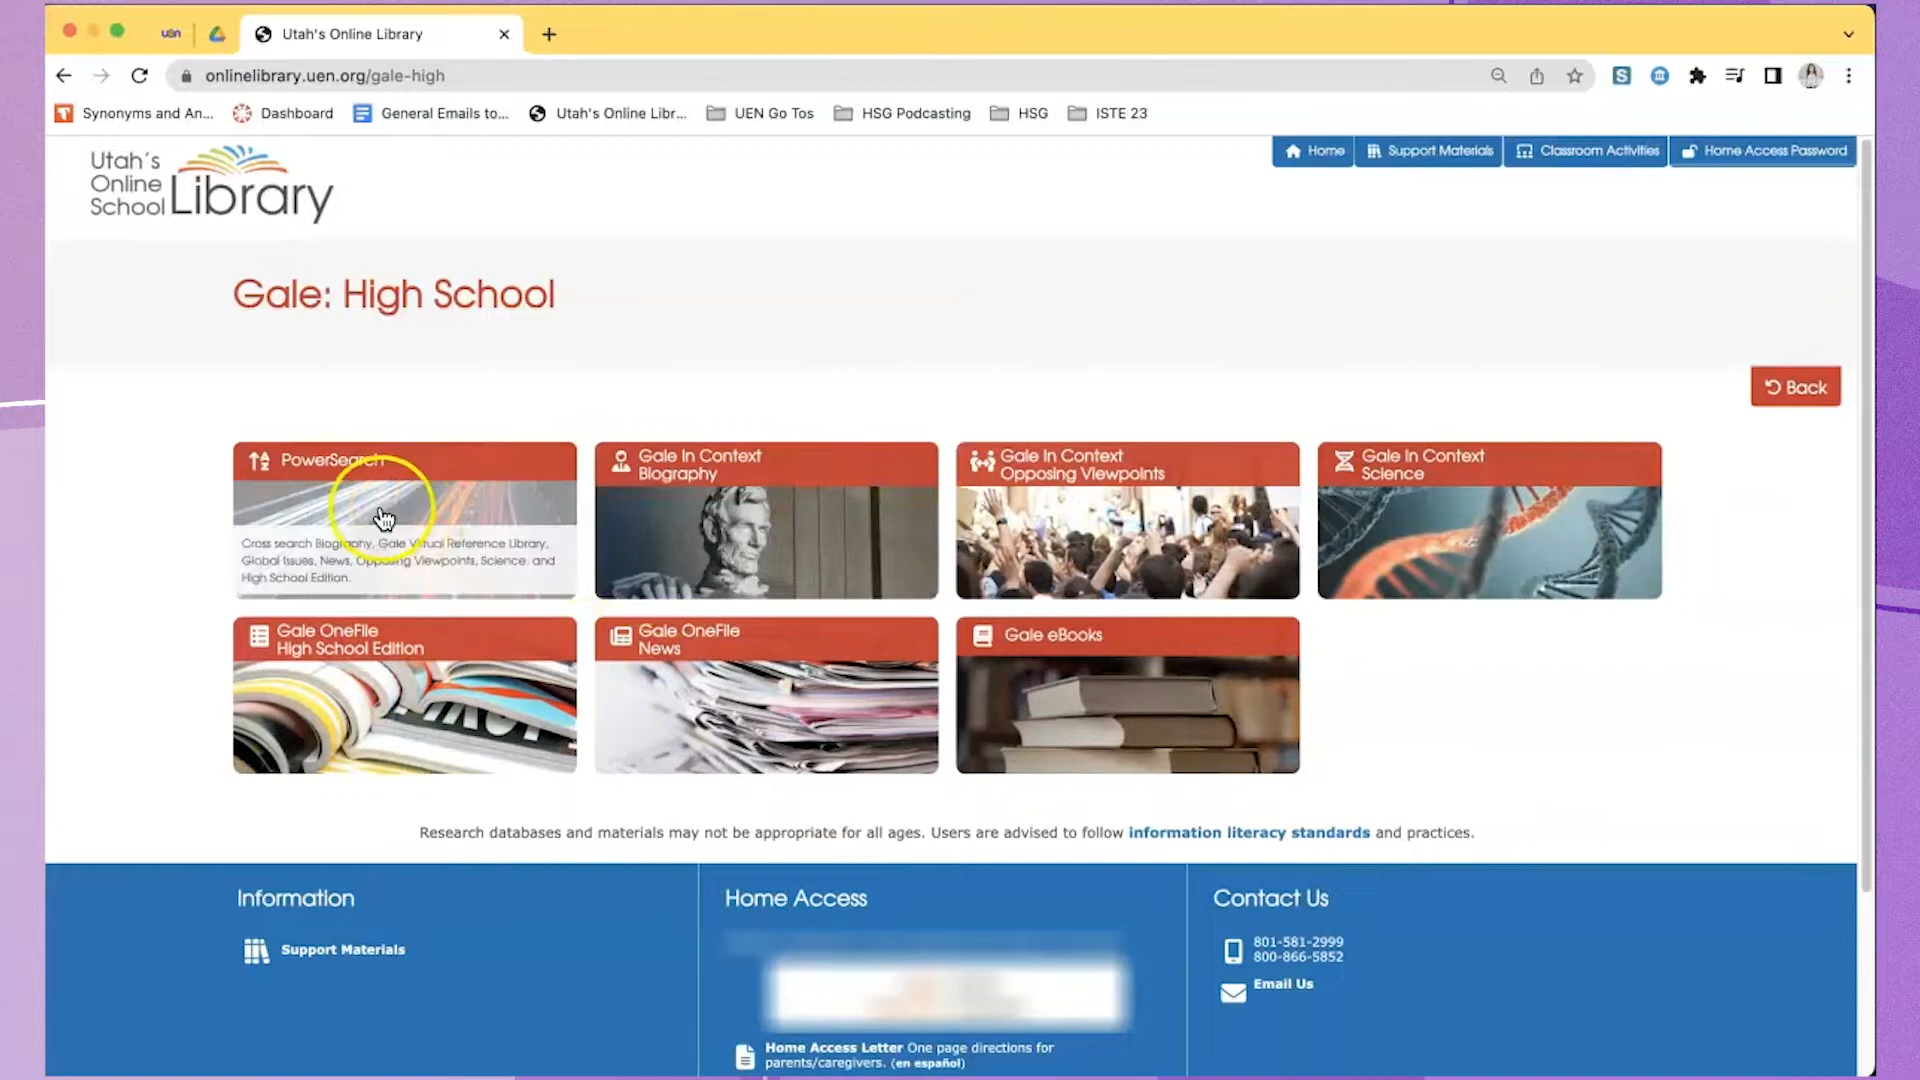 uen
Utah's Online Library
onlinelibrary.uen.org/gale-high
Synonyms and An...
Dashboard
General Emails to...
Utah's Online Libr...
UEN Go Tos
HSG Podcasting
HSG
ISTE 23
Utah's
Online
School Library
Home
Support Materials
Classroom Activities
Home Access Password
Gale: High School
Back
PowerSearch
Cross search Biography, Gale Virtual Reference Library,
Global Issues, News, Opposing Viewpoints, Science, and
High School Edition.
Gale In Context
Biography
Gale In Context
Opposing Viewpoints
Gale In Context
Science
Gale OneFile
High School Edition
Gale OneFile
News
Gale eBooks
Research databases and materials may not be appropriate for all ages. Users are advised to follow information literacy standards and practices.
Information
Support Materials
Home Access
Home Access Letter One page directions for
parents/caregivers. (en español)
Contact Us
801-581-2999
800-866-5852
Email Us